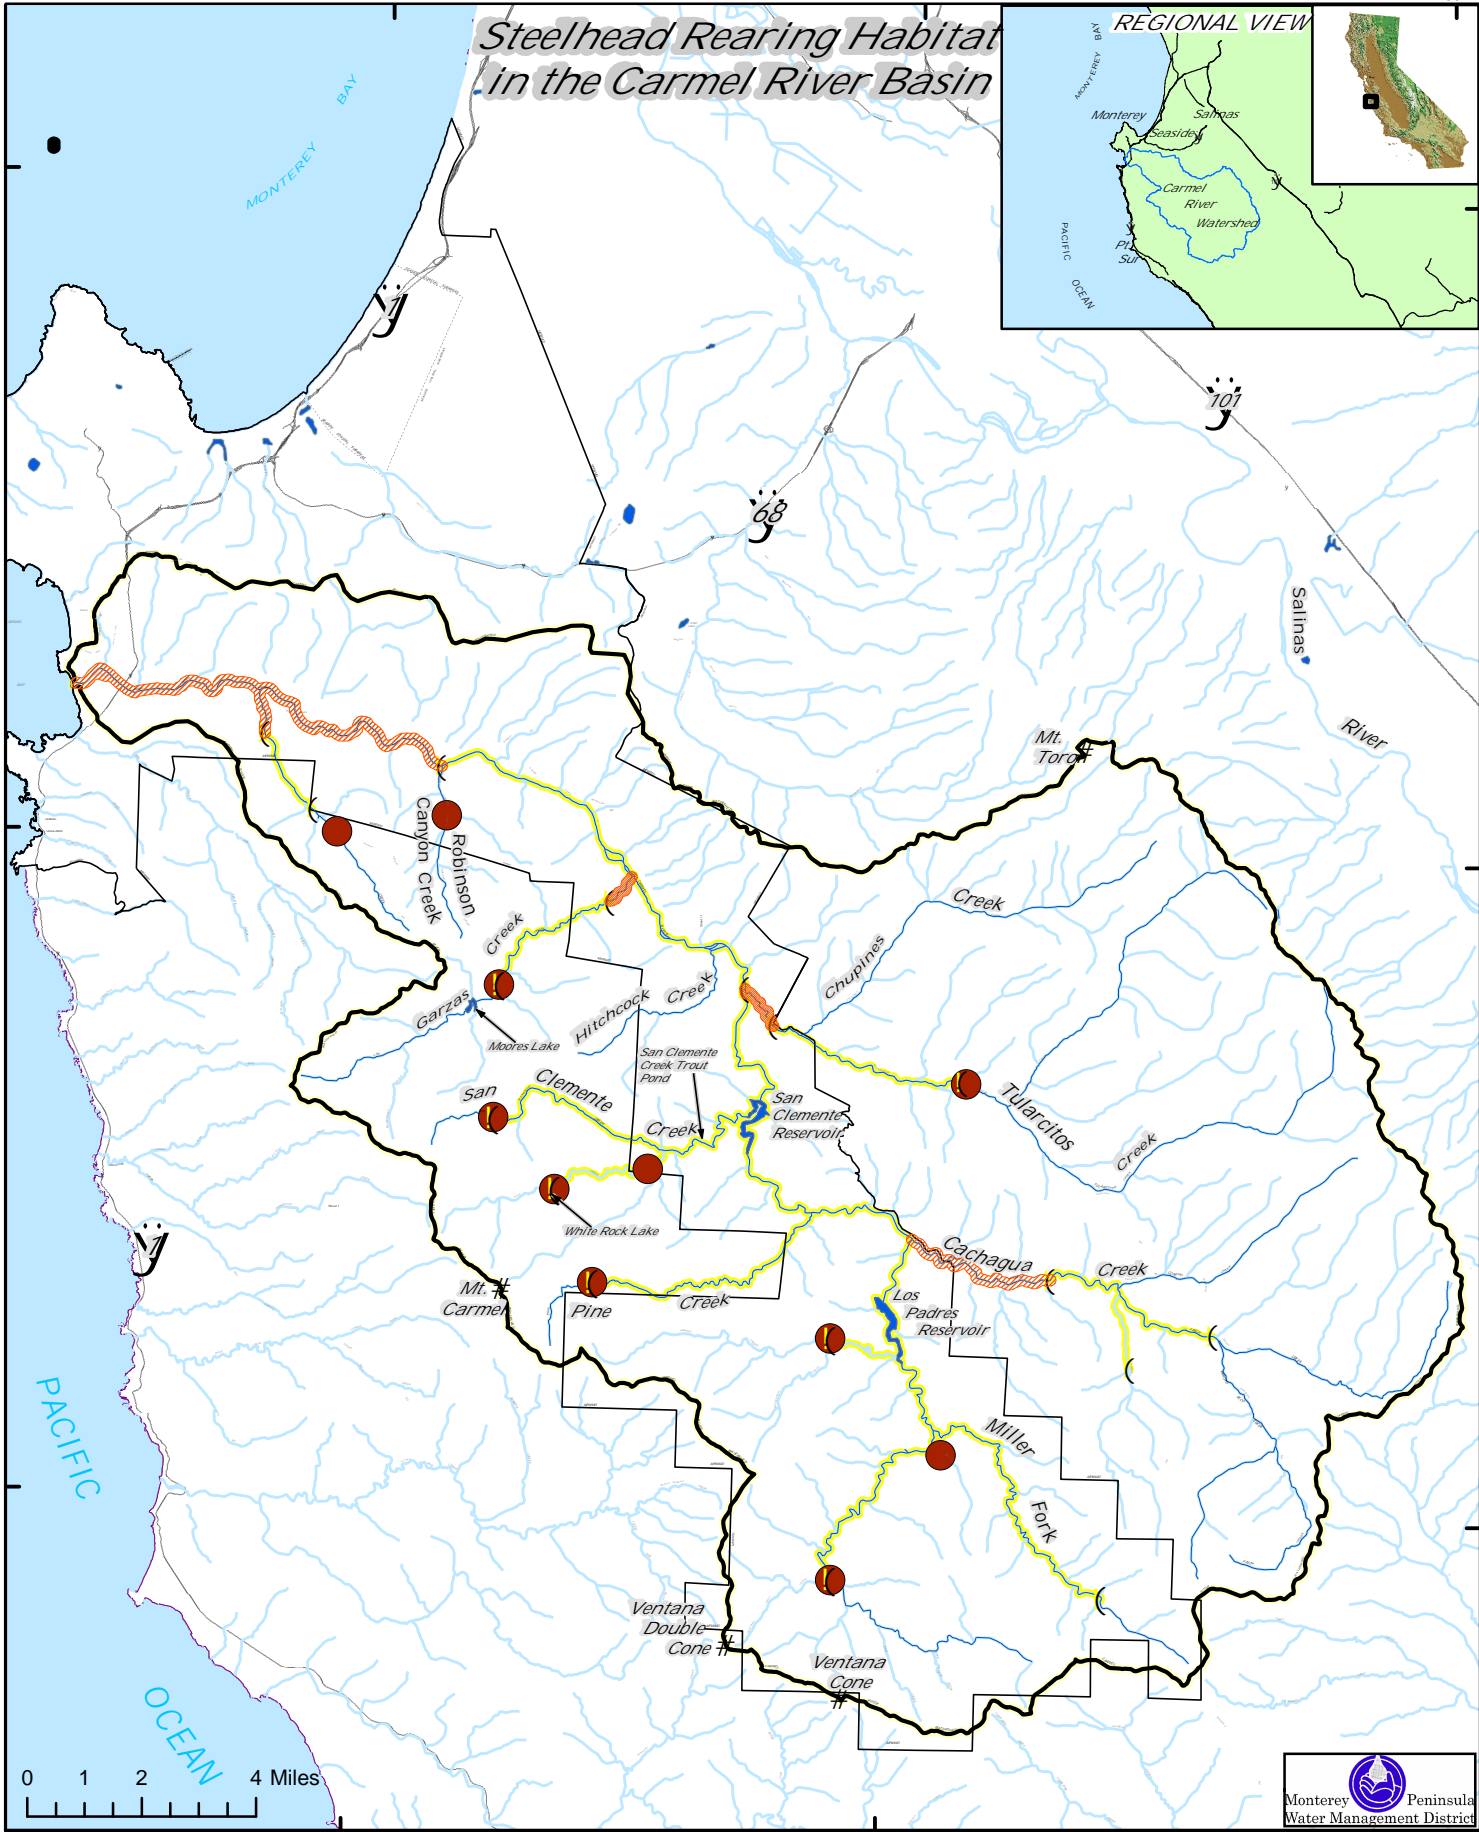 Steelhead Rearing Habitat
in the Carmel River Basin
REGIONAL VIEW
MONTEREY BAY
Monterey
Salinas
Seaside
Carmel
River
Watershed
Pt.
Sur
PACIFIC
OCEAN
MONTEREY BAY
1
101
68
Salinas
River
Mt.
Toro
Canyon Creek
Robinson
Creek
Garzas
Moores Lake
Hitchcock
Creek
Chupines
Creek
San Clemente
Creek Trout
Pond
San
Clemente
Creek
San
Clemente
Reservoir
Tularcitos
Creek
White Rock Lake
1
Mt.
Carmel
Pine
Creek
Cachagua
Creek
Los
Padres
Reservoir
Miller
Fork
PACIFIC
OCEAN
Ventana
Double
Cone
Ventana
Cone
0 1 2 4 Miles
Monterey Peninsula
Water Management District